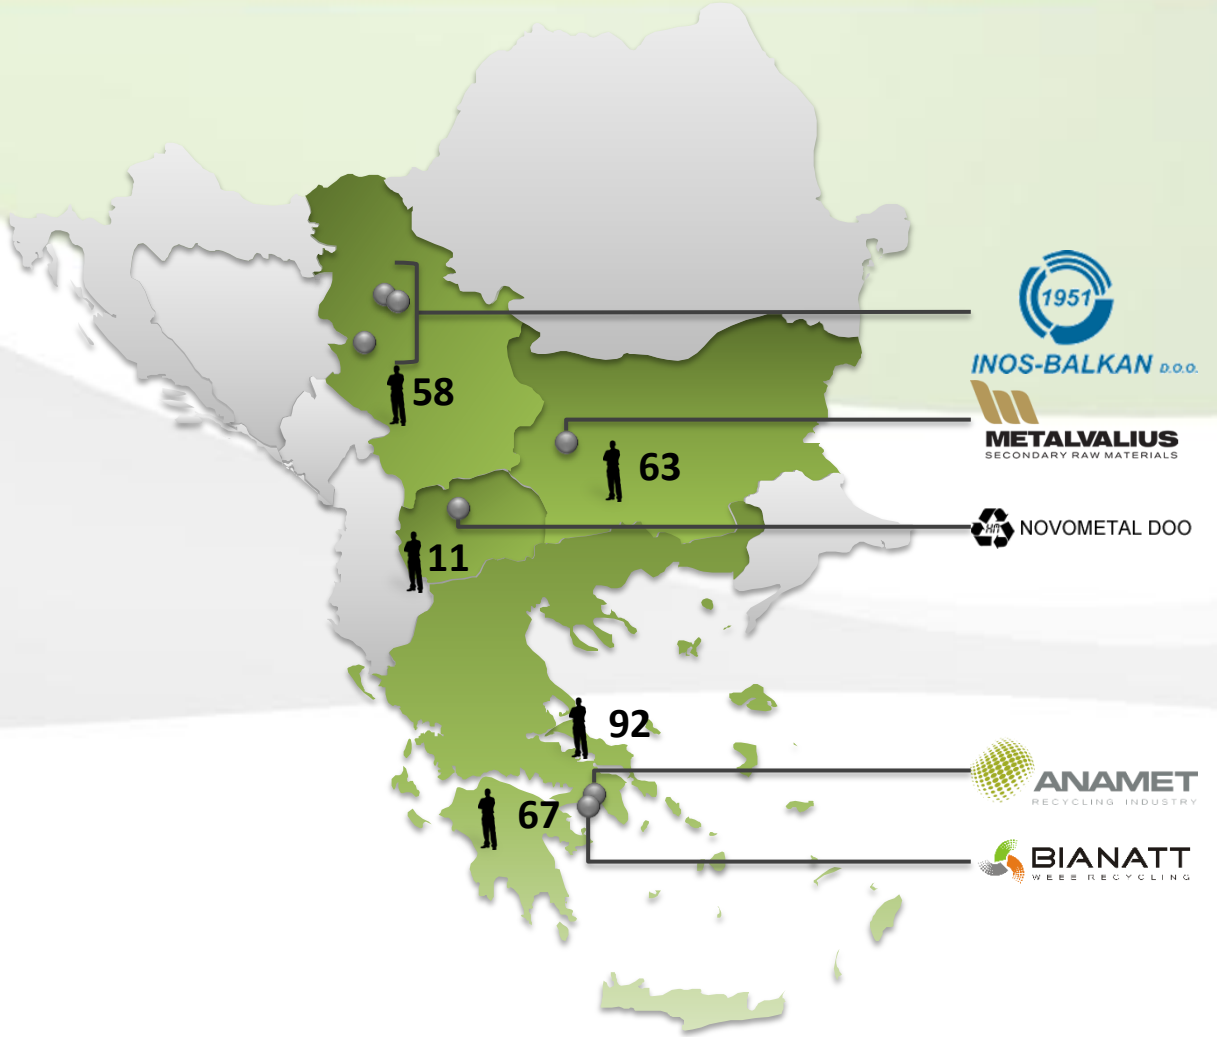 1951
INOS-BALKAN D.O.O.
58
METALVALIUS
SECONDARY RAW MATERIALS
63
HM NOVOMETAL DOO
11
92
ANAMET
RECYCLING INDUSTRY
67
BIANATT
WEEE RECYCLING